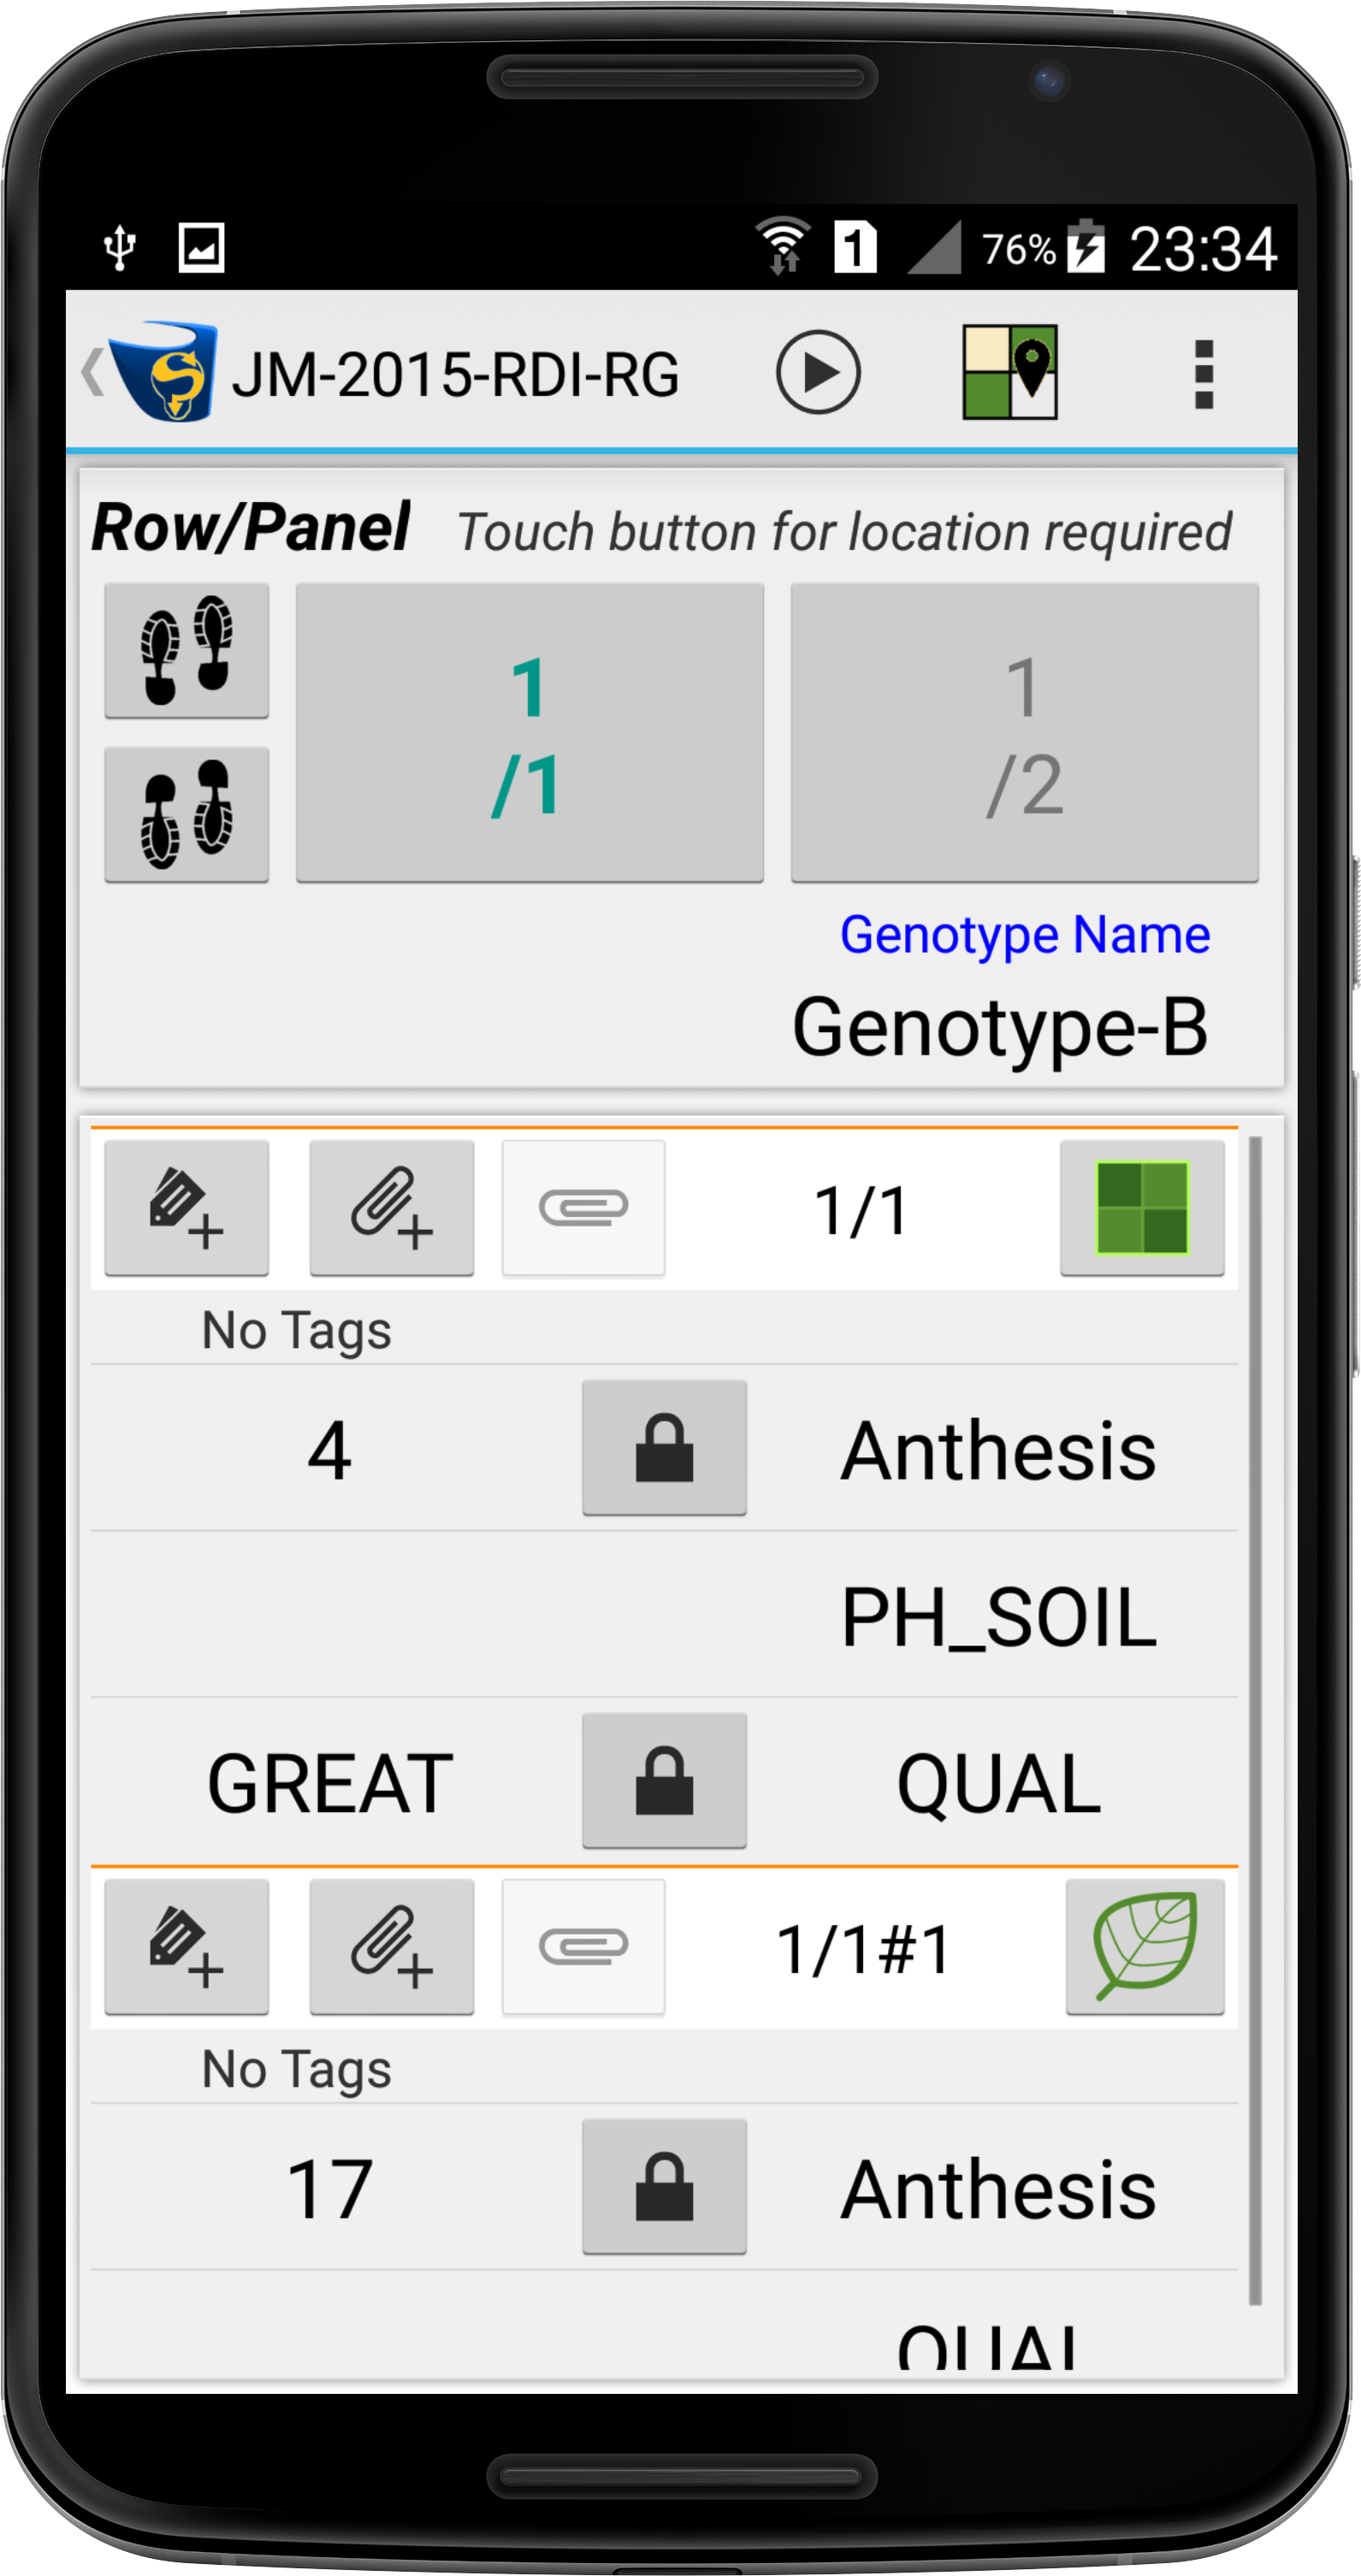 1 76% 23:34
JM-2015-RDI-RG
Row/Panel Touch button for location required
1
/1
1
/2
Genotype Name
Genotype-B
1/1
No Tags
4 Anthesis
PH_SOIL
GREAT QUAL
1/1#1
No Tags
17 Anthesis
QUAL